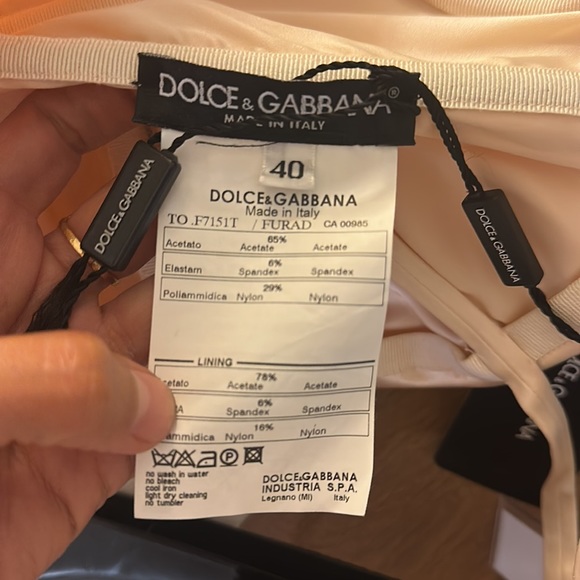 DOLCE & GABBANA®
MADE IN ITALY
40
DOLCE&GABBANA
Made in Italy
TO .F7151T / FURAD CA 00985
65%
Acetato Acetate Acetate
6%
Elastam Spandex Spandex
29%
Poliammidica Nylon Nylon
LINING
78%
cetato Acetate Acetate
6%
Spandex Spandex
16%
ammidica Nylon Nylon
no wash in water
no bleach
cool iron
light dry cleaning
no tumbler
DOLCE&GABBANA
INDUSTRIA S.P.A.
Legnano (MI) Italy
DOLCE&GABBANA
DOLCE&GABBANA